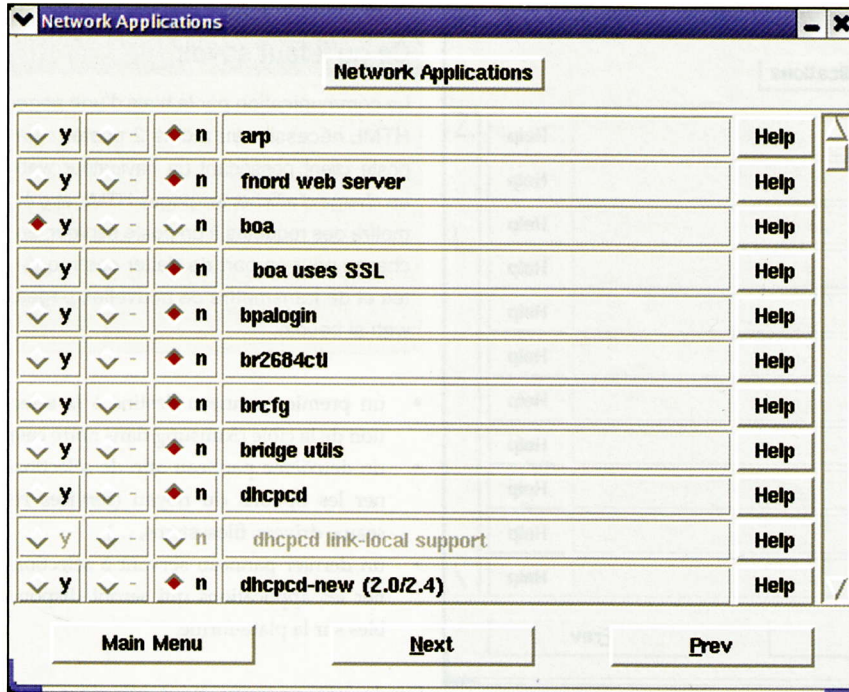 Network Applications
Network Applications
y - n arp Help
y - n fnord web server Help
y - n boa Help
y - n boa uses SSL Help
y - n bpalogin Help
y - n br2684ctl Help
y - n brcfg Help
y - n bridge utils Help
y - n dhcpcd Help
y - n dhcpcd link-local support Help
y - n dhcpcd-new (2.0/2.4) Help
Main Menu Next Prev